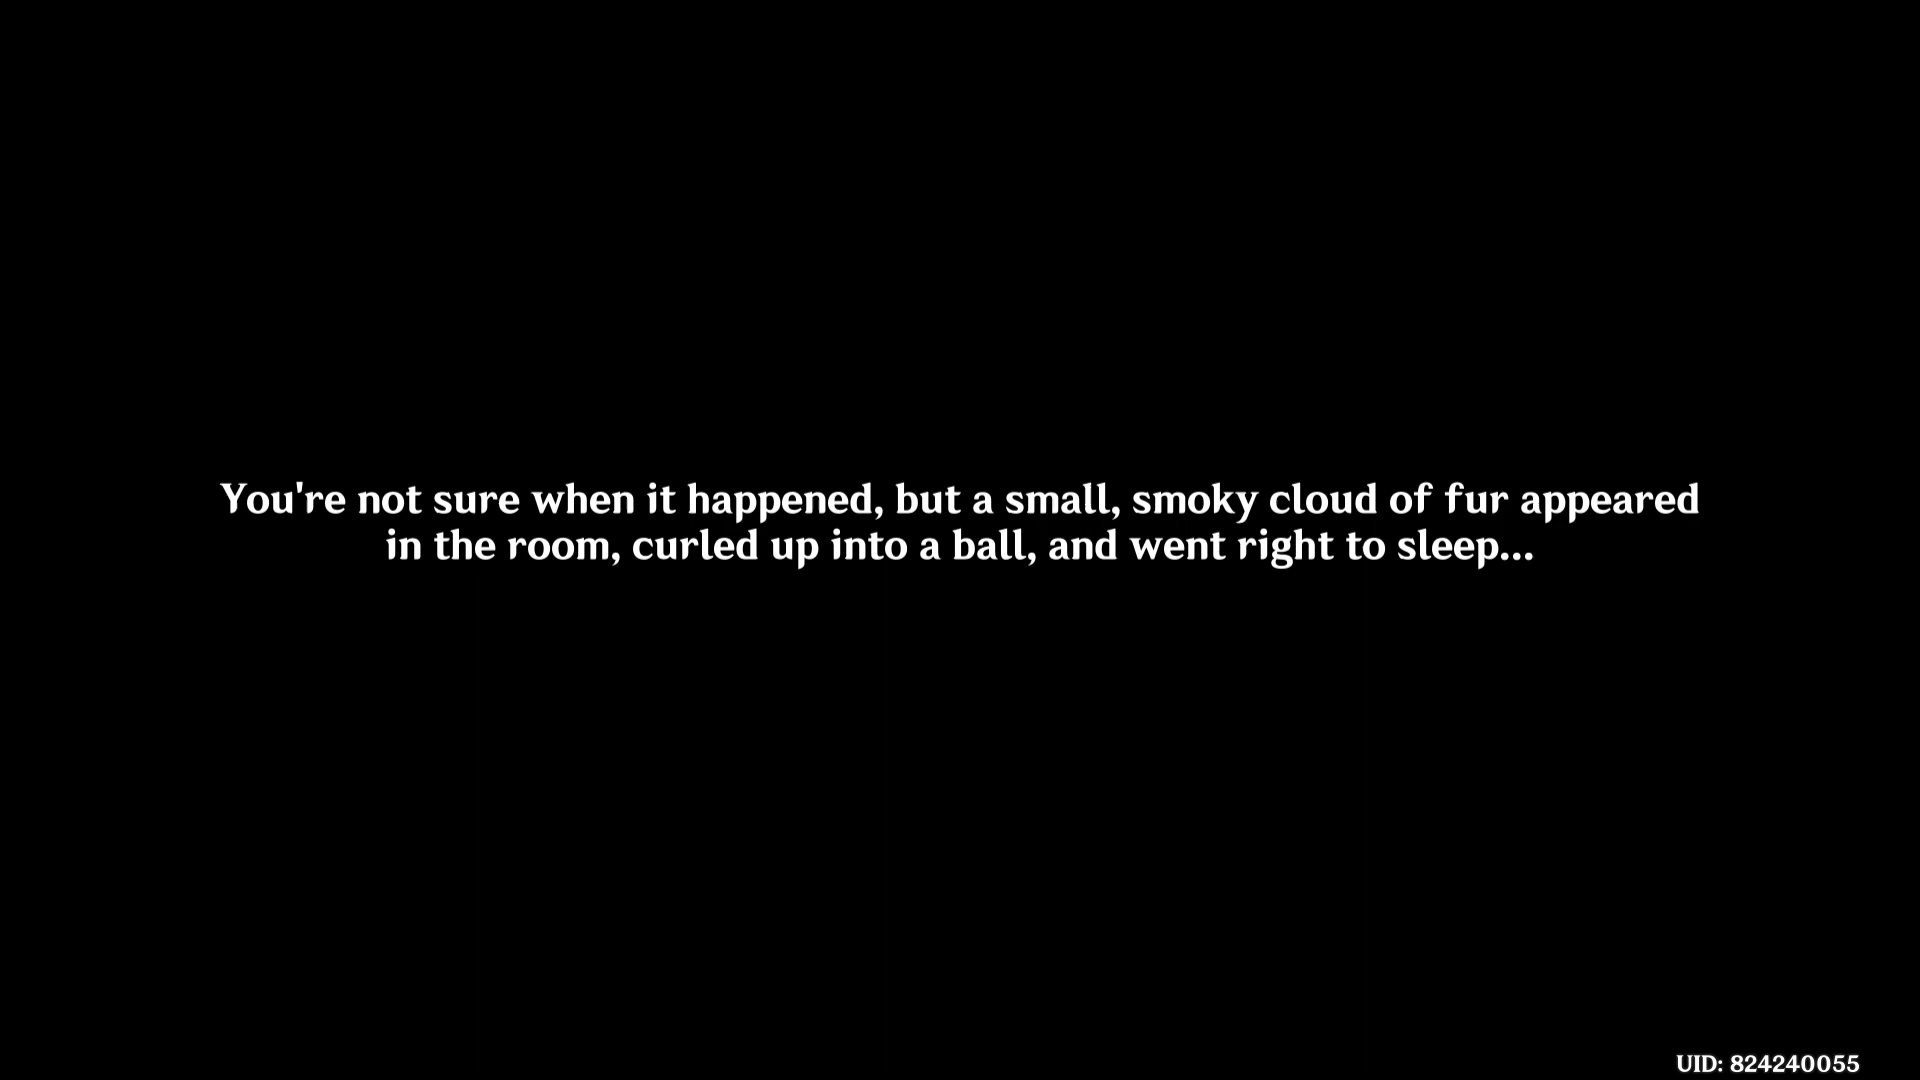 You're not sure when it happened, but a small, smoky cloud of fur appeared
in the room, curled up into a ball, and went right to sleep...
UID: 824240055